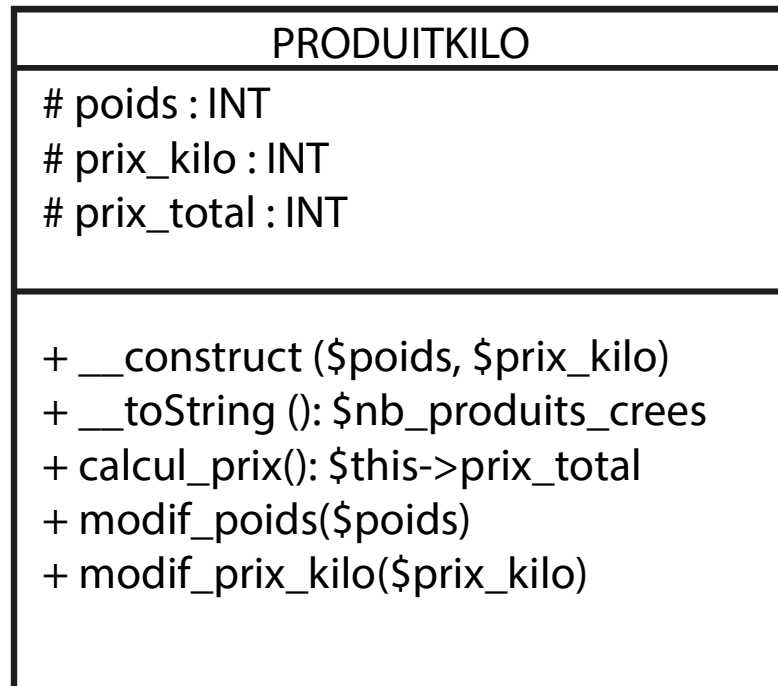 PRODUITKILO
# poids : INT
# prix_kilo : INT
# prix_total : INT
+ __construct ($poids, $prix_kilo)
+ __toString (): $nb_produits_crees
+ calcul_prix(): $this->prix_total
+ modif_poids($poids)
+ modif_prix_kilo($prix_kilo)